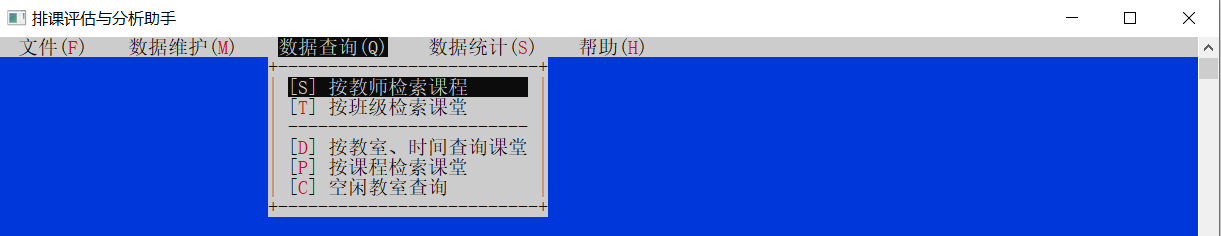 排课评估与分析助手
文件(F) 数据维护(M) 数据查询(Q) 数据统计(S) 帮助(H)
[S] 按教师检索课程
[T] 按班级检索课堂
[D] 按教室、时间查询课堂
[P] 按课程检索课堂
[C] 空闲教室查询